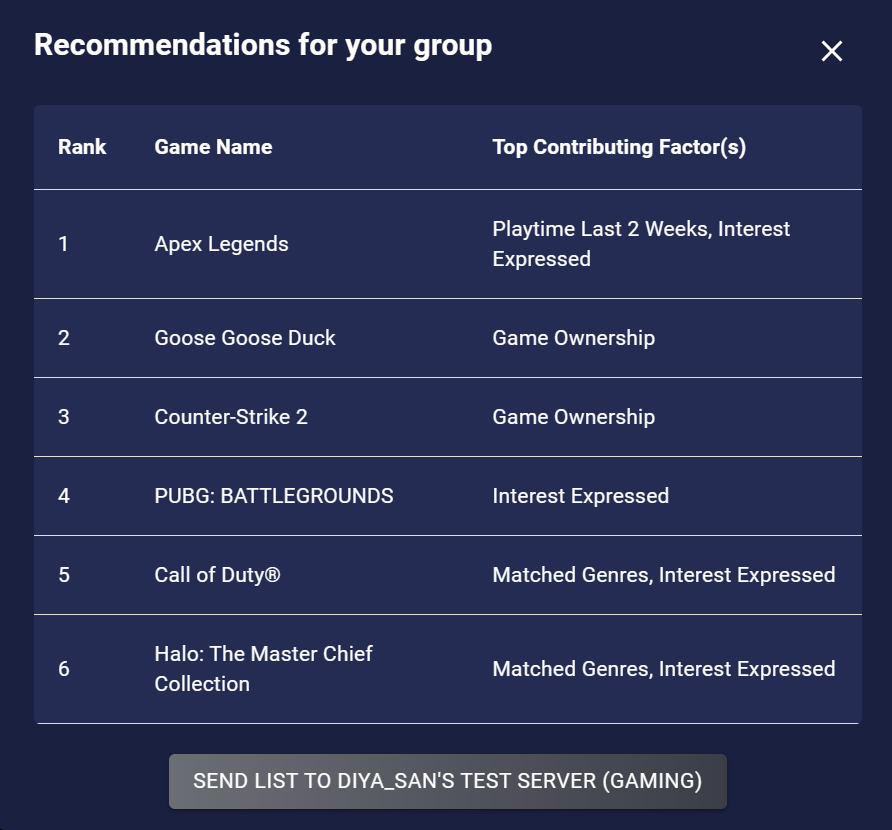 Recommendations for your group
Rank Game Name Top Contributing Factor(s)
1 Apex Legends Playtime Last 2 Weeks, Interest
Expressed
2 Goose Goose Duck Game Ownership
3 Counter-Strike 2 Game Ownership
4 PUBG: BATTLEGROUNDS Interest Expressed
5 Call of Duty® Matched Genres, Interest Expressed
6 Halo: The Master Chief
Collection Matched Genres, Interest Expressed
SEND LIST TO DIYA_SAN'S TEST SERVER (GAMING)